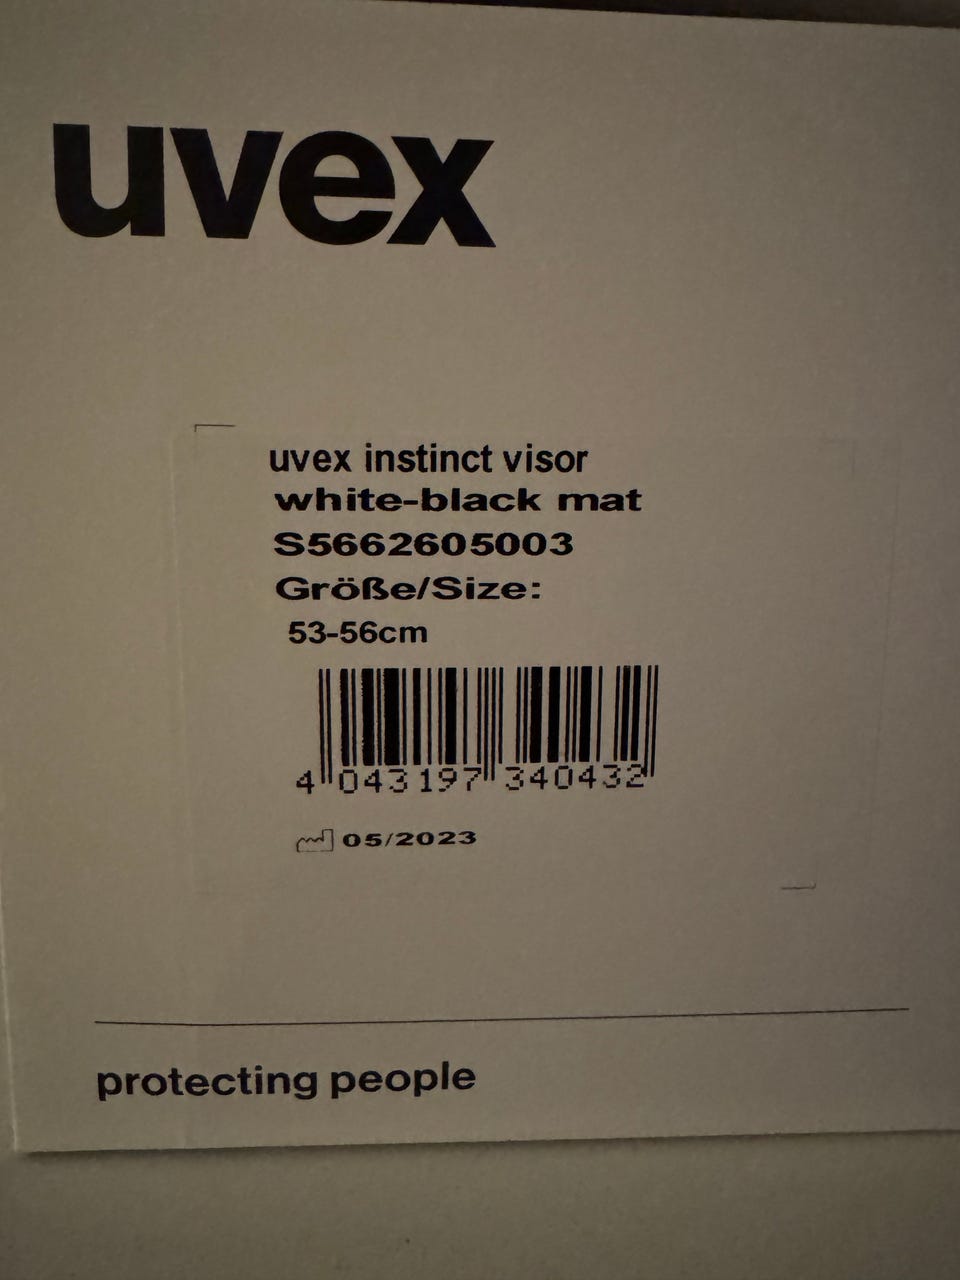 uvex
uvex instinct visor
white-black mat
S5662605003
Größe/Size:
53-56cm
4 043197 340432
05/2023
protecting people